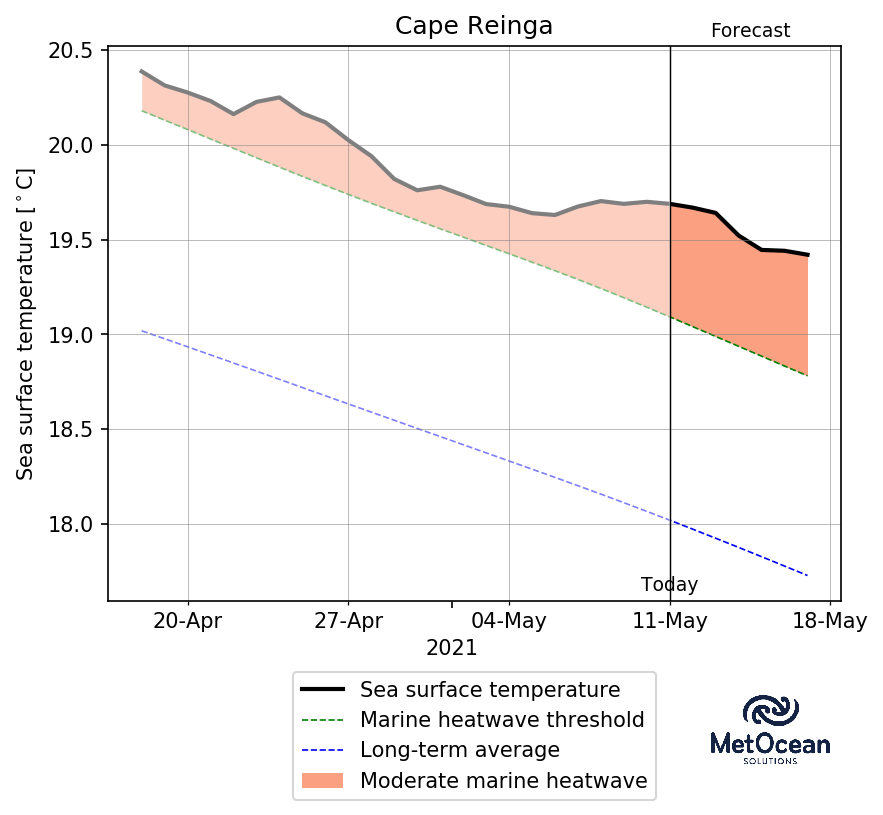 Cape Reinga
Forecast
Sea surface temperature [°C]
20.5
20.0
19.5
19.0
18.5
18.0
Today
20-Apr 27-Apr 04-May 11-May 18-May
2021
Sea surface temperature
Marine heatwave threshold
Long-term average
Moderate marine heatwave
MetOcean
SOLUTIONS